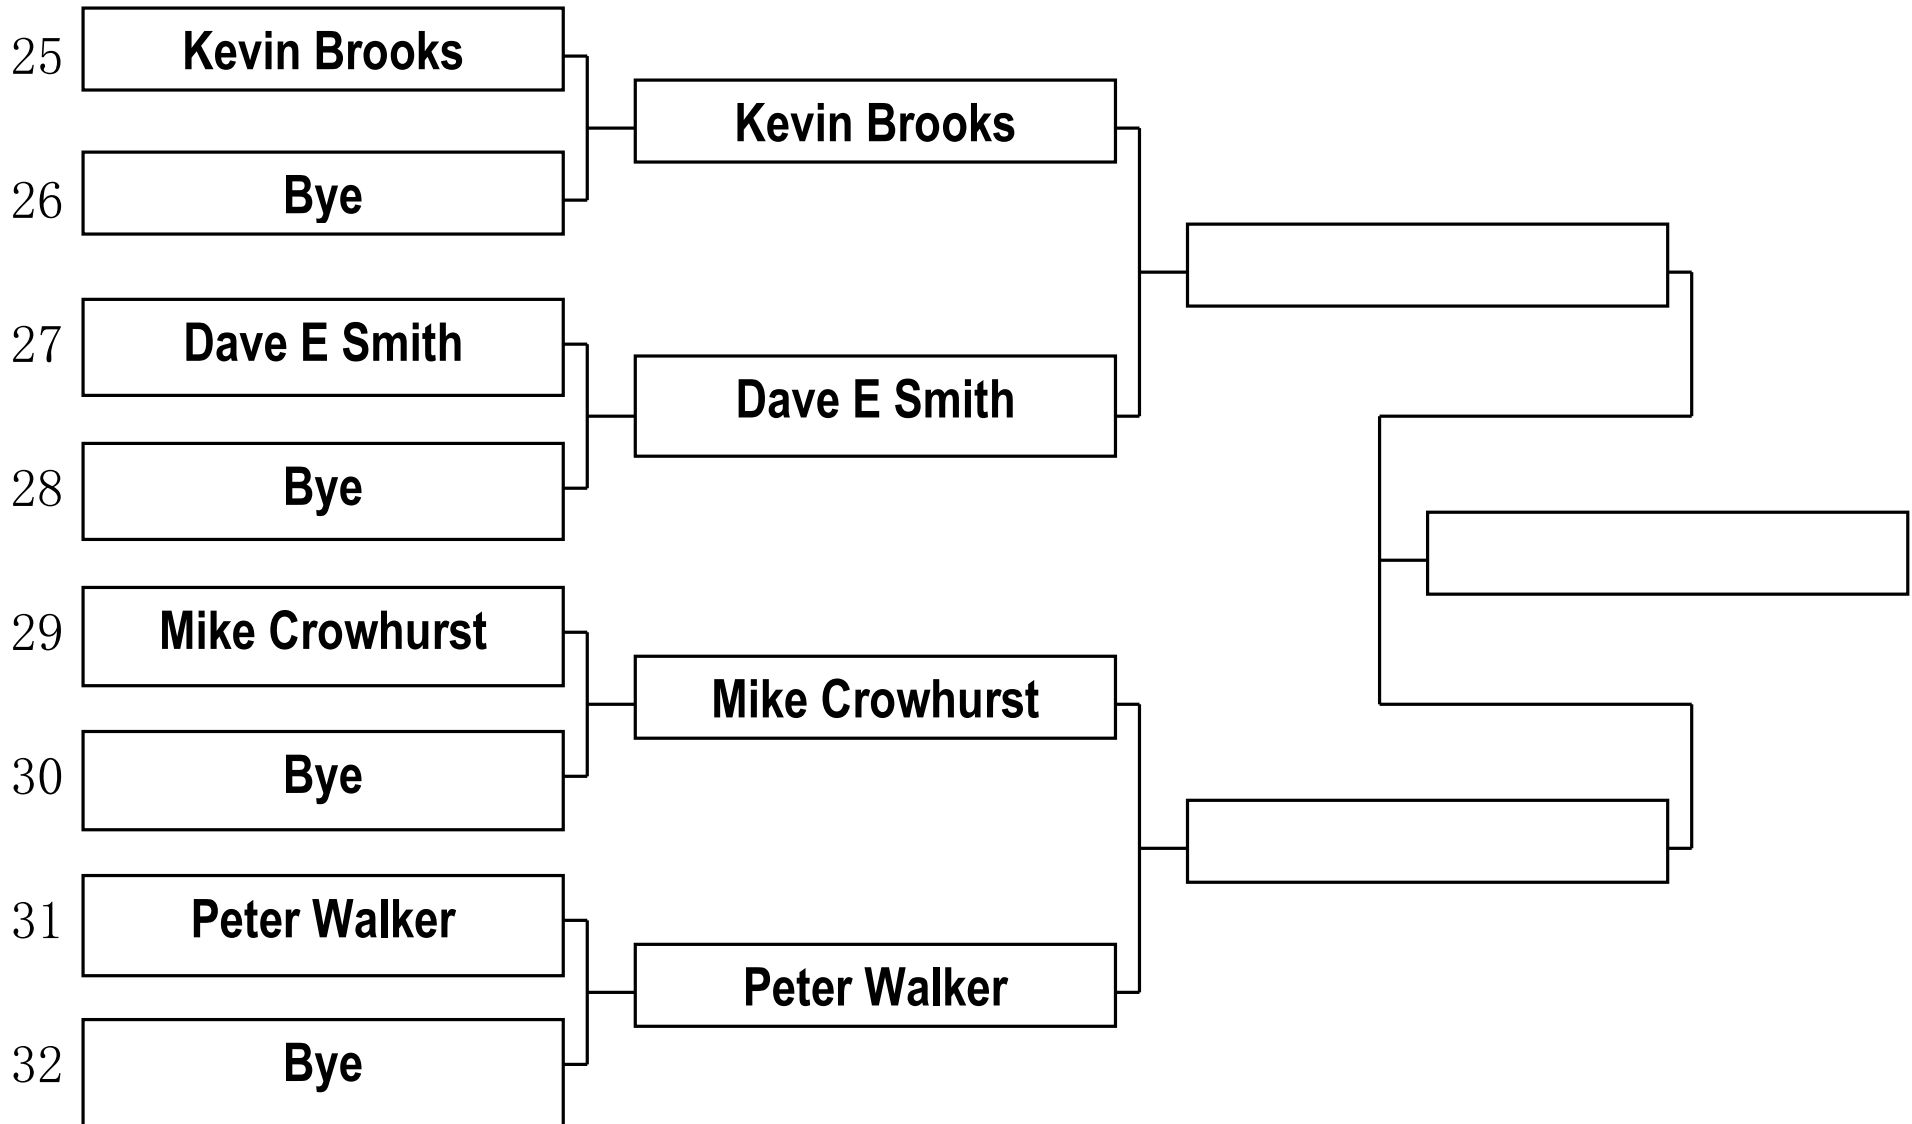 25 Kevin Brooks
Kevin Brooks
26 Bye
27 Dave E Smith
Dave E Smith
28 Bye
29 Mike Crowhurst
Mike Crowhurst
30 Bye
31 Peter Walker
Peter Walker
32 Bye